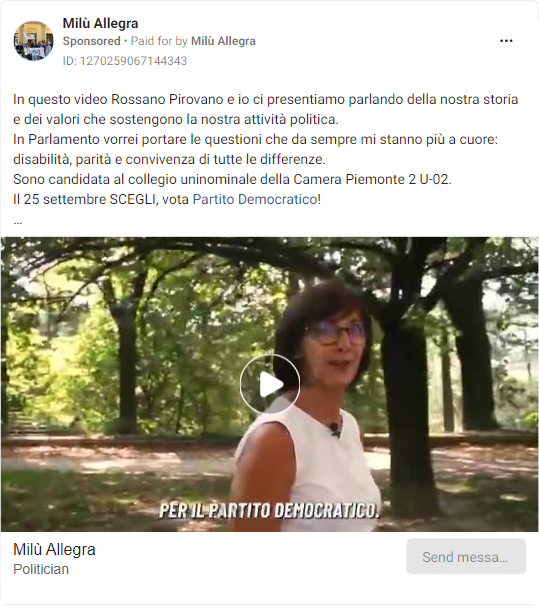 Milù Allegra
Sponsored • Paid for by Milù Allegra
ID: 1270259067144343
In questo video Rossano Pirovano e io ci presentiamo parlando della nostra storia
e dei valori che sostengono la nostra attività politica.
In Parlamento vorrei portare le questioni che da sempre mi stanno più a cuore:
disabilità, parità e convivenza di tutte le differenze.
Sono candidata al collegio uninominale della Camera Piemonte 2 U-02.
Il 25 settembre SCEGLI, vota Partito Democratico!
...
PER IL PARTITO DEMOCRATICO.
Milù Allegra
Politician
Send messa...